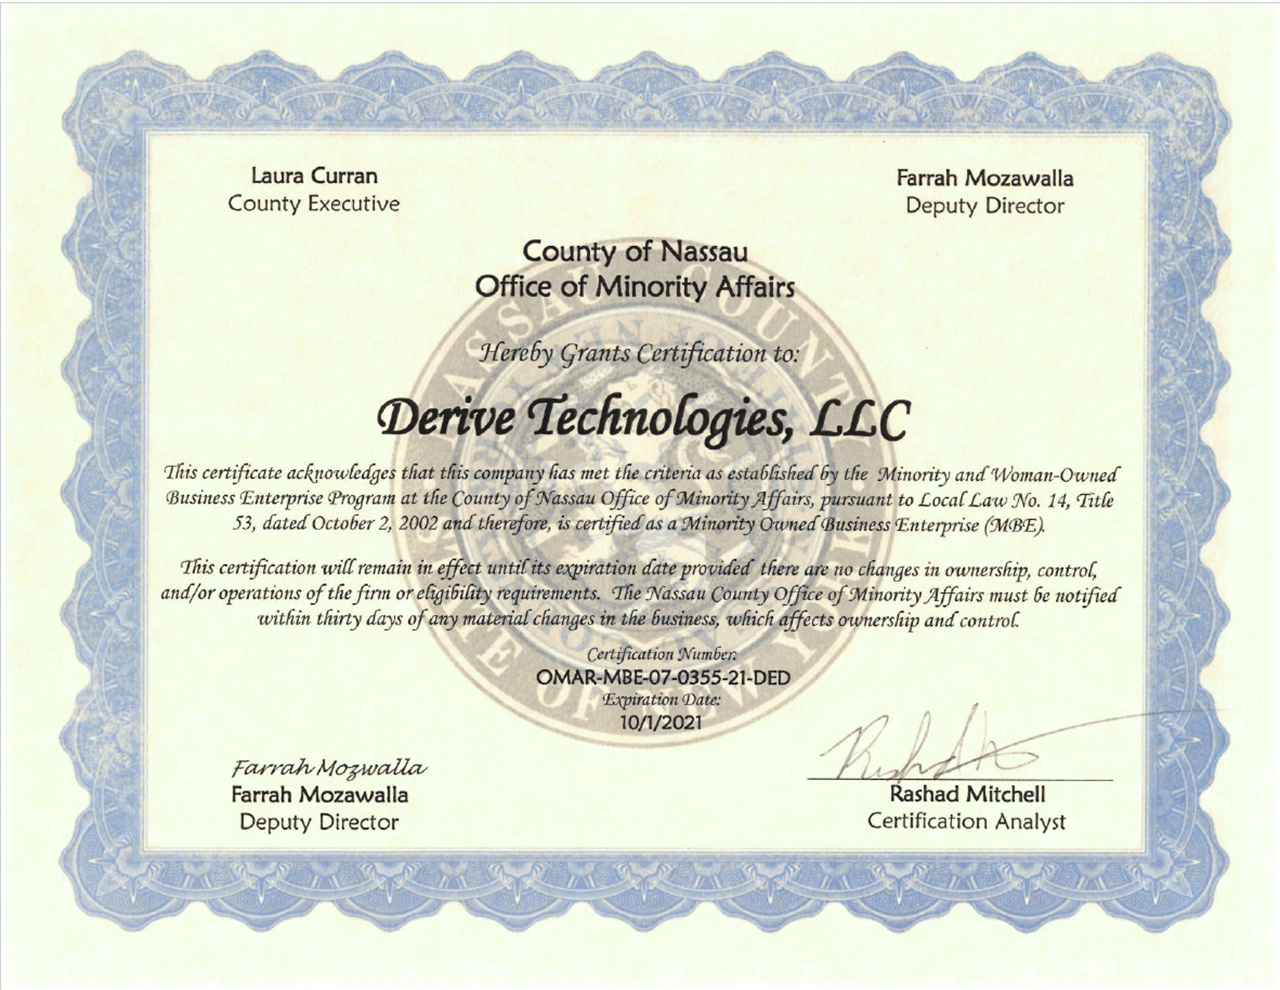 Laura Curran
County Executive
Farrah Mozawalla
Deputy Director
County of Nassau
Office of Minority Affairs
Hereby Grants Certification to:
Derive Technologies, LLC
This certificate acknowledges that this company has met the criteria as established by the Minority and Woman-Owned
Business Enterprise Program at the County of Nassau Office of Minority Affairs, pursuant to Local Law No. 14, Title
53, dated October 2, 2002 and therefore, is certified as a Minority Owned Business Enterprise (MBE).
This certification will remain in effect until its expiration date provided there are no changes in ownership, control,
and/or operations of the firm or eligibility requirements. The Nassau County Office of Minority Affairs must be notified
within thirty days of any material changes in the business, which affects ownership and control.
Certification Number:
OMAR-MBE-07-0355-21-DED
Expiration Date:
10/1/2021
Farrah Mozwalla
Farrah Mozawalla
Deputy Director
Rashad Mitchell
Certification Analyst
NASSAU COUNTY
STATE OF NEW YORK